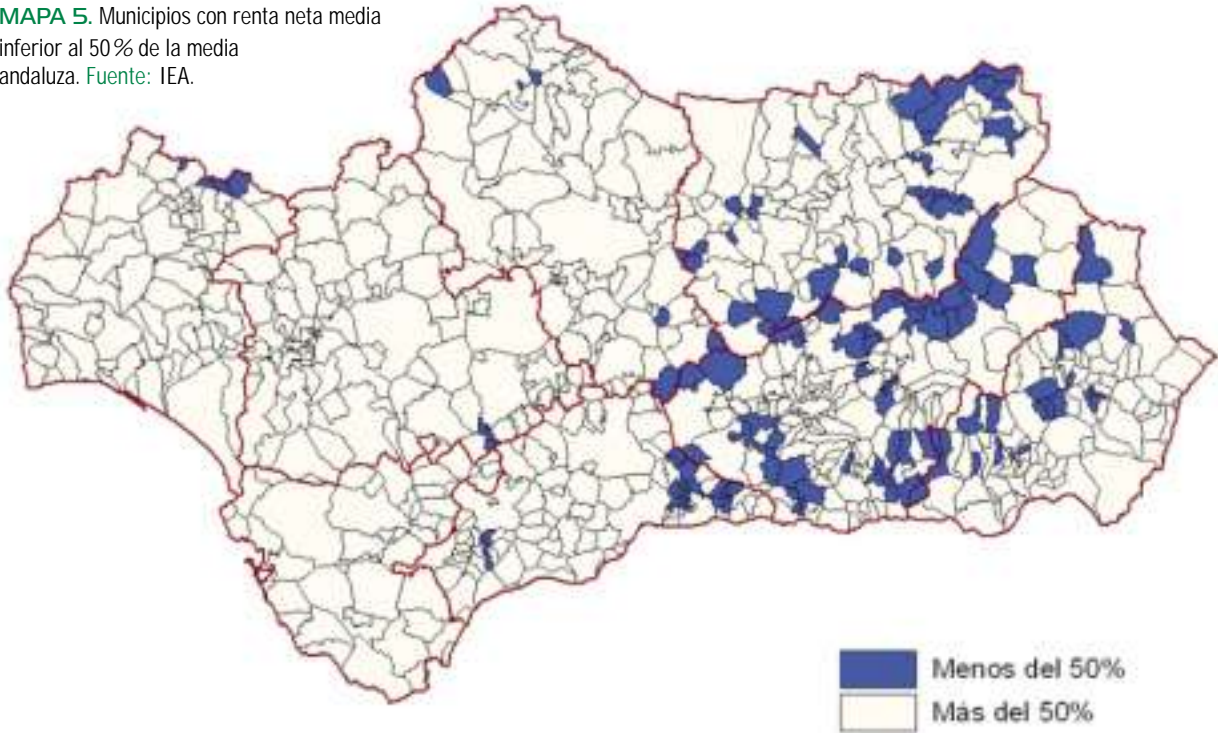 MAPA 5. Municipios con renta neta media
inferior al 50% de la media
andaluza. Fuente: IEA.
Menos del 50%
Más del 50%